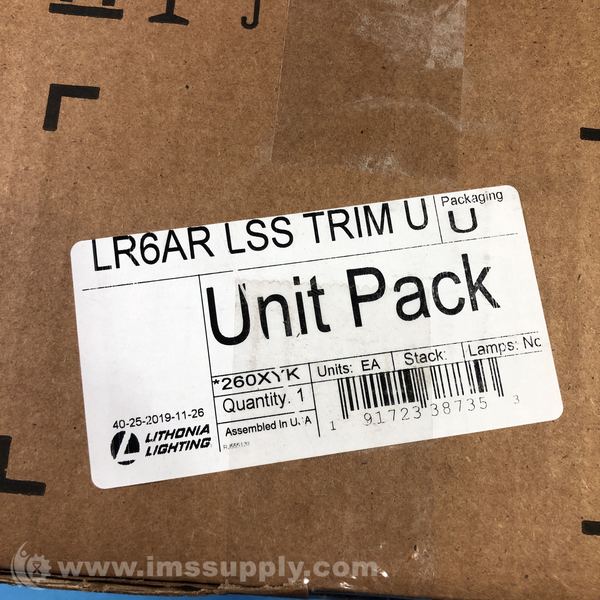 LR6AR LSS TRIM U
Packaging
U
Unit Pack
*260XYK
Units: EA
Stack:
Lamps: No
Quantity. 1
40-25-2019-11-26
Assembled In U
LITHONIA
LIGHTING
1 91723 38735 3
www.imssupply.com